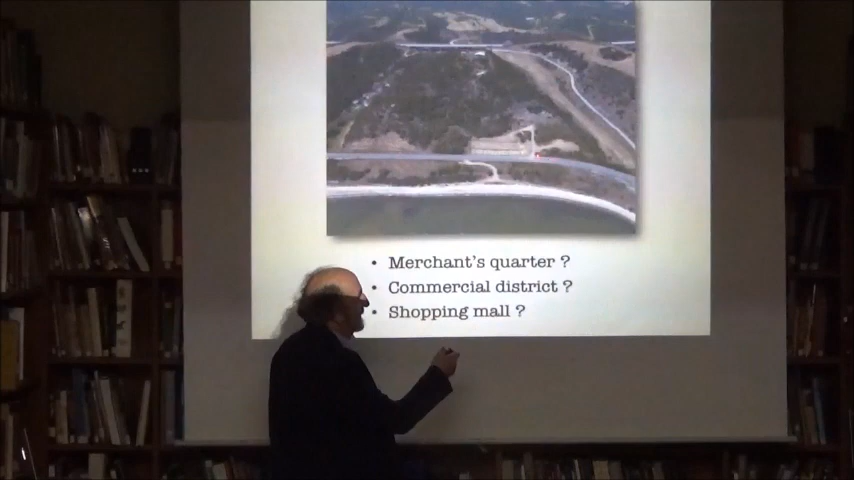 • Merchant's quarter ?
• Commercial district ?
• Shopping mall ?